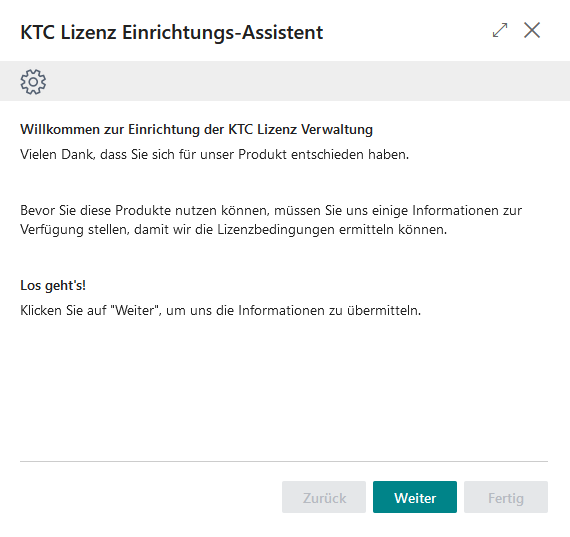 KTC Lizenz Einrichtungs-Assistent
Willkommen zur Einrichtung der KTC Lizenz Verwaltung
Vielen Dank, dass Sie sich für unser Produkt entschieden haben.
Bevor Sie diese Produkte nutzen können, müssen Sie uns einige Informationen zur
Verfügung stellen, damit wir die Lizenzbedingungen ermitteln können.
Los geht's!
Klicken Sie auf "Weiter", um uns die Informationen zu übermitteln.
Zurück Weiter Fertig